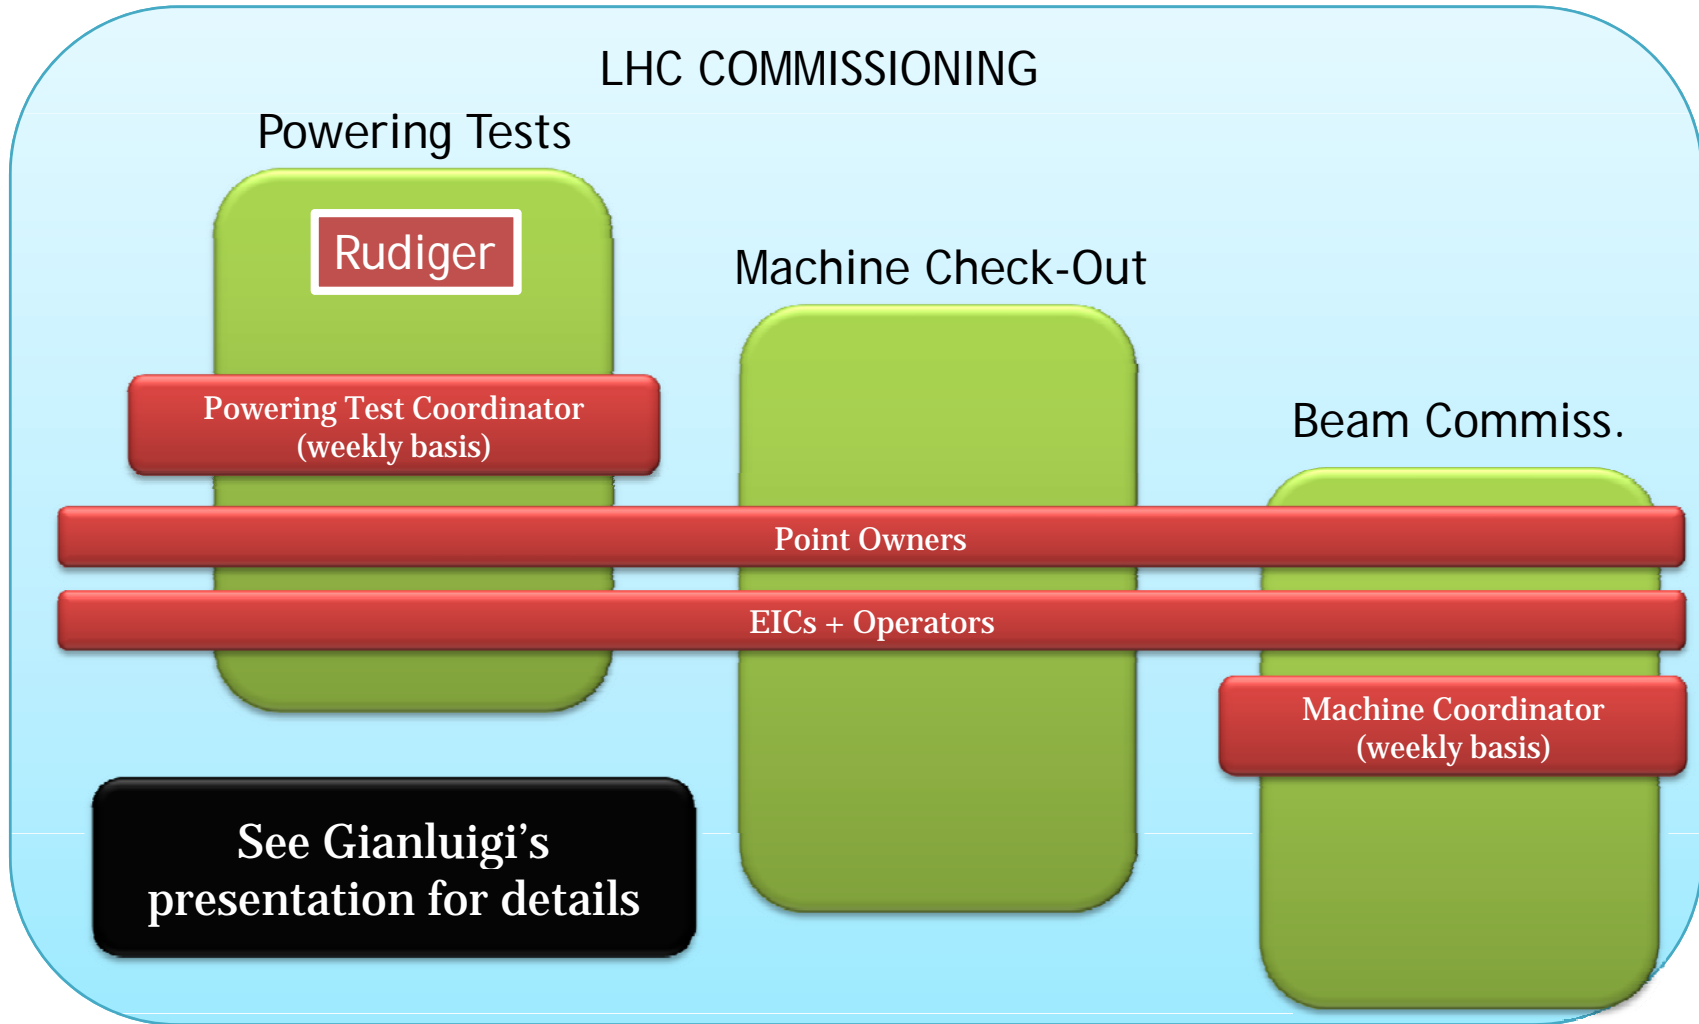 LHC COMMISSIONING
Powering Tests
Rudiger
Machine Check-Out
Powering Test Coordinator
(weekly basis)
Beam Commiss.
Point Owners
EICs + Operators
Machine Coordinator
(weekly basis)
See Gianluigi’s
presentation for details